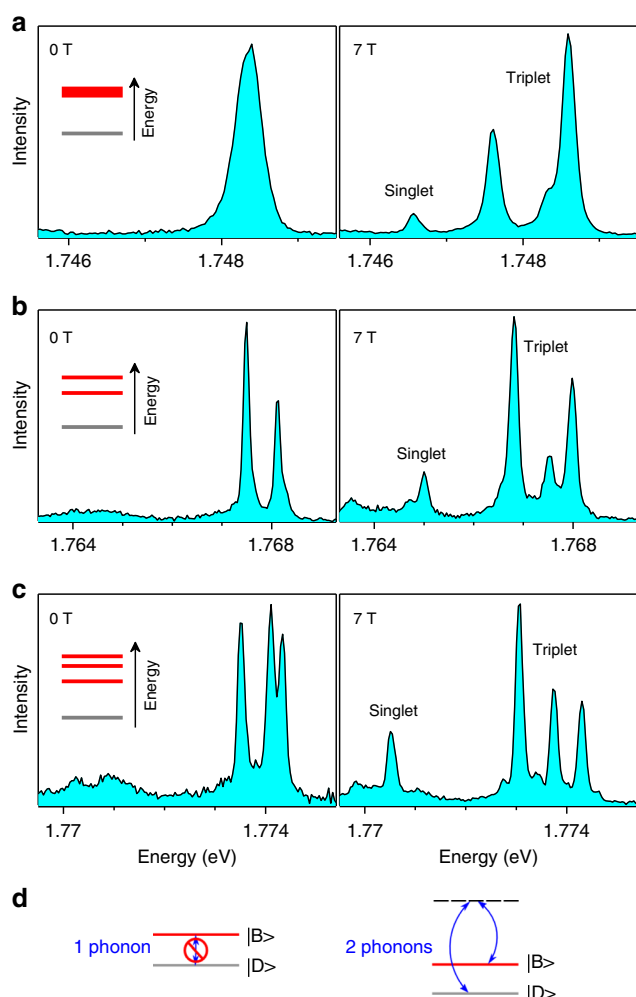 a
0 T
7 T
Energy
Triplet
Singlet
Intensity
1.746
1.748
1.746
1.748
b
0 T
7 T
Energy
Triplet
Singlet
Intensity
1.764
1.768
1.764
1.768
c
0 T
7 T
Energy
Triplet
Singlet
Intensity
1.77
1.774
1.77
1.774
Energy (eV)
Energy (eV)
d
1 phonon
|B>
|D>
2 phonons
|B>
|D>